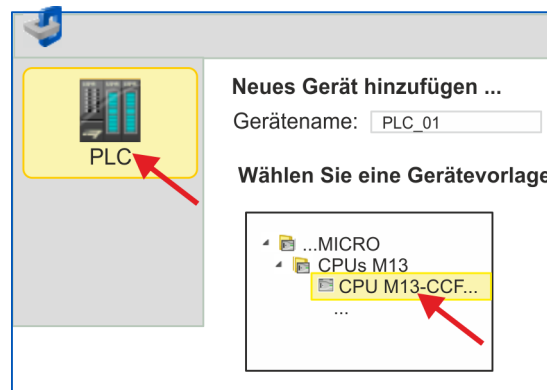 PLC
Neues Gerät hinzufügen ...
Gerätename: PLC_01
Wählen Sie eine Gerätevorlage
...MICRO
CPUs M13
CPU M13-CCF...
...